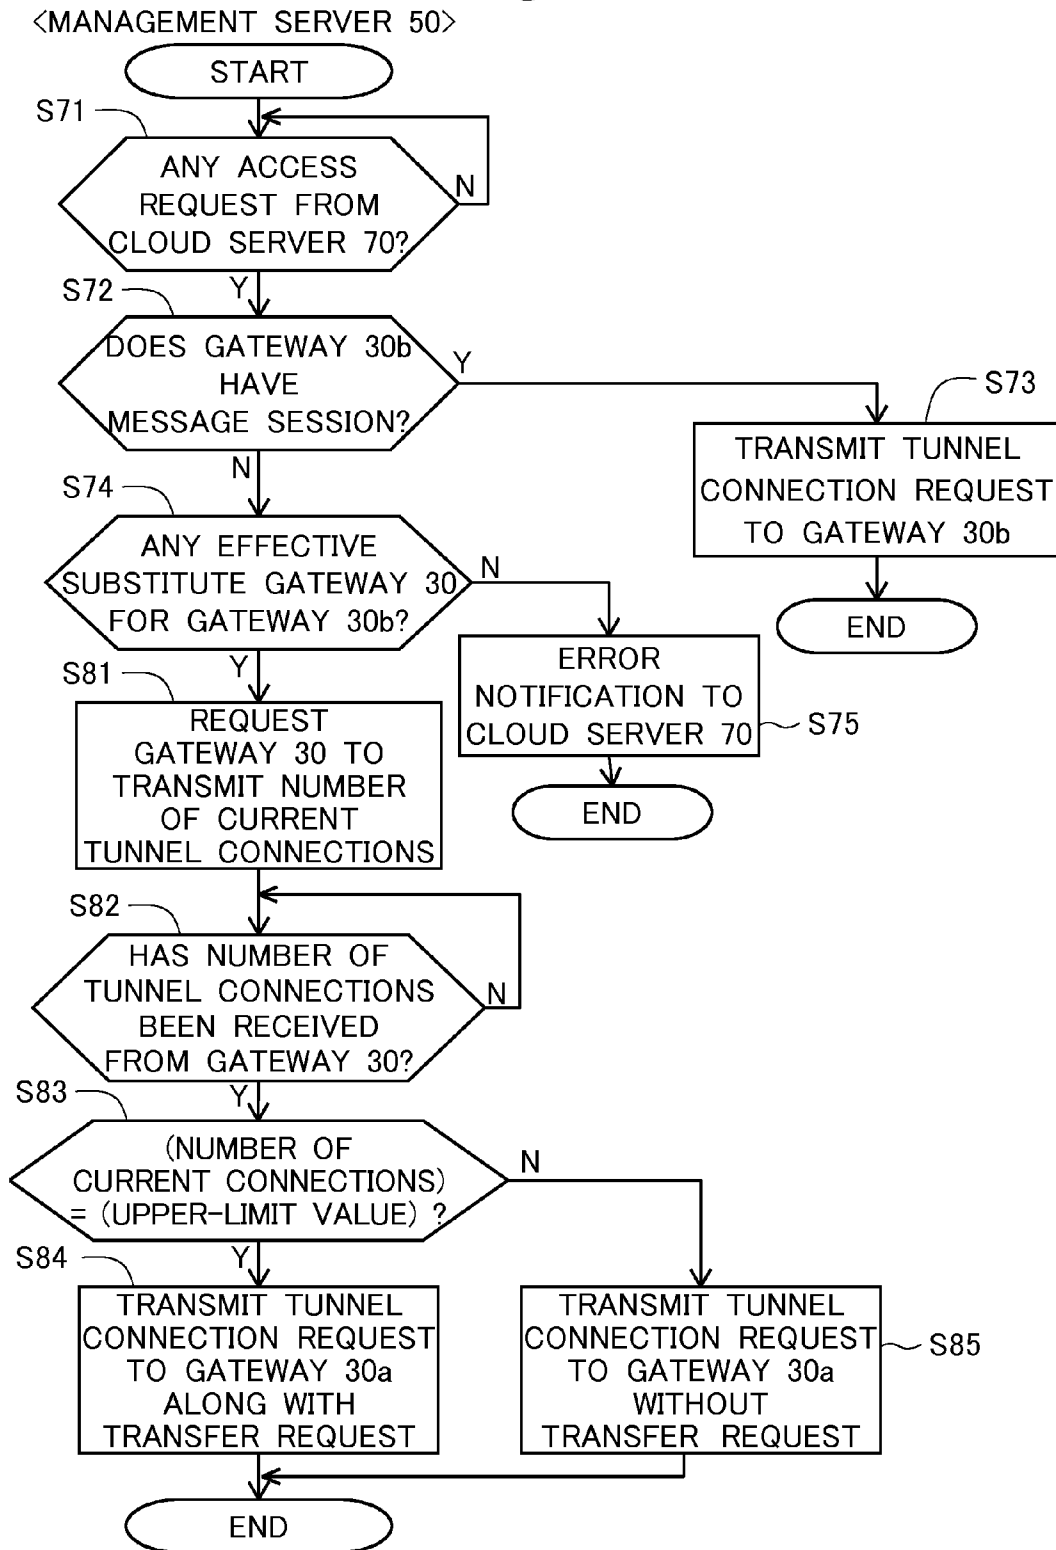 <MANAGEMENT SERVER 50>
START
S71
ANY ACCESS
REQUEST FROM
CLOUD SERVER 70?
N
Y
S72
DOES GATEWAY 30b
HAVE
MESSAGE SESSION?
Y
N
S73
TRANSMIT TUNNEL
CONNECTION REQUEST
TO GATEWAY 30b
END
S74
ANY EFFECTIVE
SUBSTITUTE GATEWAY 30
FOR GATEWAY 30b?
N
Y
ERROR
NOTIFICATION TO
CLOUD SERVER 70
S75
END
S81
REQUEST
GATEWAY 30 TO
TRANSMIT NUMBER
OF CURRENT
TUNNEL CONNECTIONS
S82
HAS NUMBER OF
TUNNEL CONNECTIONS
BEEN RECEIVED
FROM GATEWAY 30?
N
Y
S83
(NUMBER OF
CURRENT CONNECTIONS)
= (UPPER-LIMIT VALUE) ?
N
Y
S84
TRANSMIT TUNNEL
CONNECTION REQUEST
TO GATEWAY 30a
ALONG WITH
TRANSFER REQUEST
TRANSMIT TUNNEL
CONNECTION REQUEST
TO GATEWAY 30a
WITHOUT
TRANSFER REQUEST
S85
END